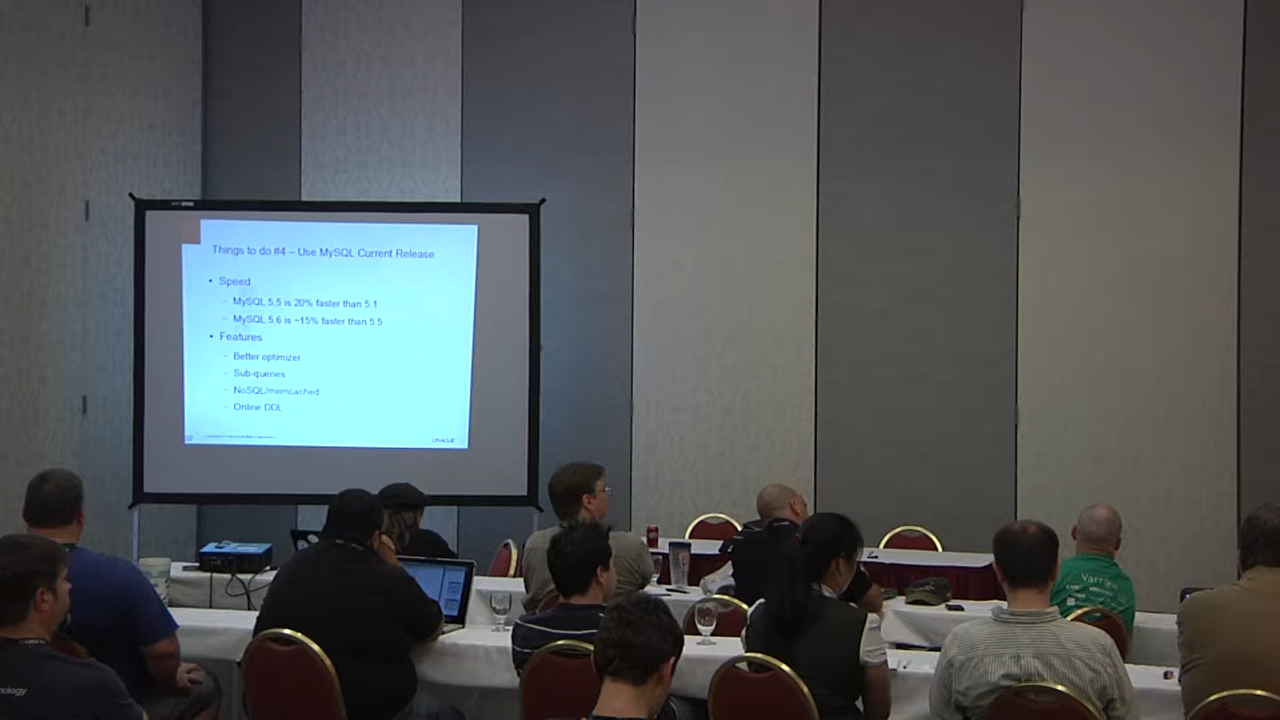 Things to do #4 – Use MySQL Current Release
• Speed
– MySQL 5.5 is 20% faster than 5.1
– MySQL 5.6 is ~15% faster than 5.5
• Features
– Better optimizer
– Sub-queries
– NoSQL/memcached
– Online DDL
ORACLE
nology